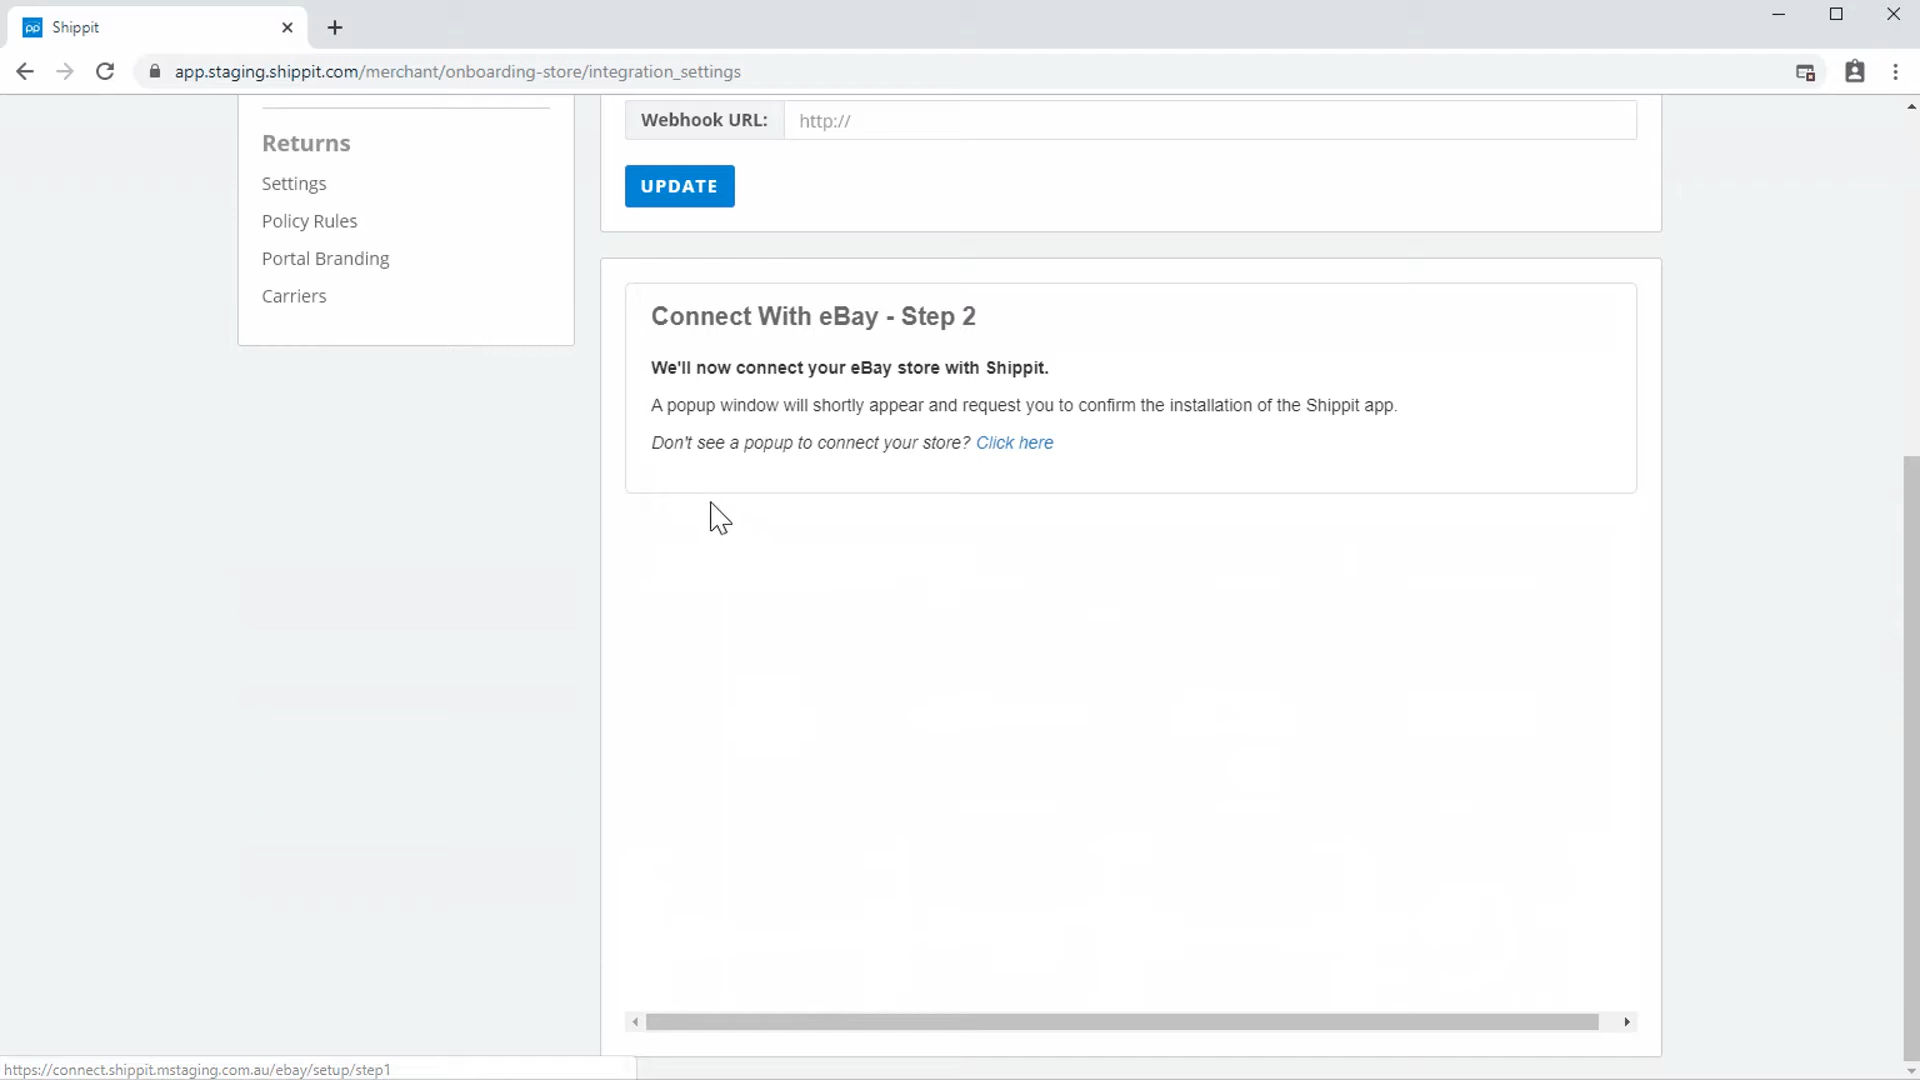 pp Shippit
app.staging.shippit.com/merchant/onboarding-store/integration_settings
Returns
Settings
Policy Rules
Portal Branding
Carriers
Webhook URL: http://
UPDATE
Connect With eBay - Step 2
We'll now connect your eBay store with Shippit.
A popup window will shortly appear and request you to confirm the installation of the Shippit app.
Don't see a popup to connect your store? Click here
https://connect.shippit.mstaging.com.au/ebay/setup/step1